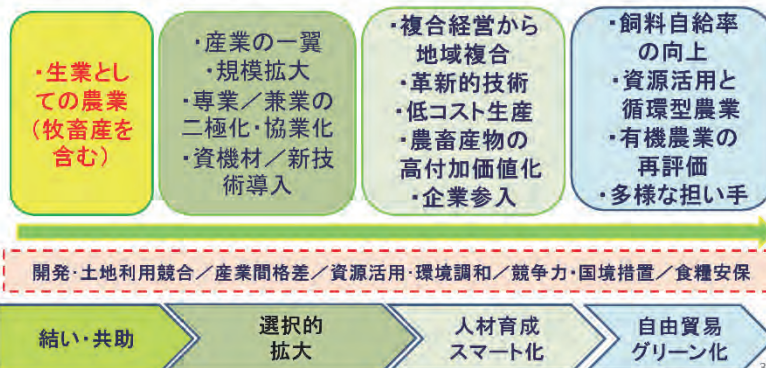 ・生業とし
ての農業
（牧畜産を
含む）
・産業の一翼
・規模拡大
・専業／兼業の
二極化・協業化
・資機材／新技
術導入
・複合経営から
地域複合
・革新的技術
・低コスト生産
・農畜産物の
高付加価値化
・企業参入
・飼料自給率
の向上
・資源活用と
循環型農業
・有機農業の
再評価
・多様な担い手
開発・土地利用競合／産業間格差／資源活用・環境調和／競争力・国境措置／食糧安保
結い・共助
選択的
拡大
人材育成
スマート化
自由貿易
グリーン化
3